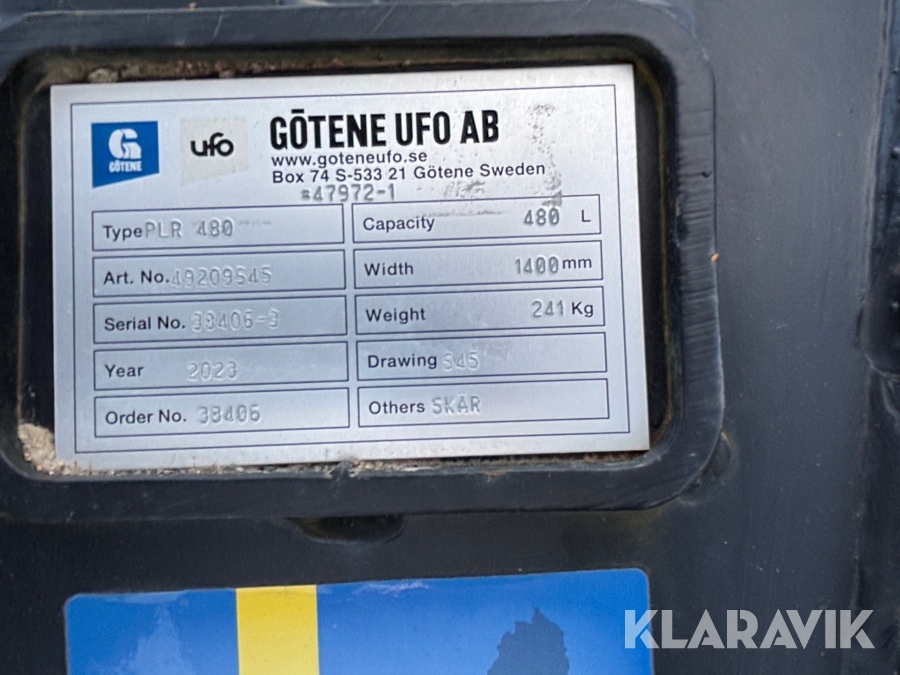 G
GÖTENE
ufo
GÖTENE UFO AB
www.goteneufo.se
Box 74 S-533 21 Götene Sweden
#47972-1
Type PLR 480
Capacity 480 L
Art. No. 49209545
Width 1400 mm
Serial No. 38406-3
Weight 241 Kg
Year 2023
Drawing S45
Order No. 38406
Others SKÄR
KLARAVIK